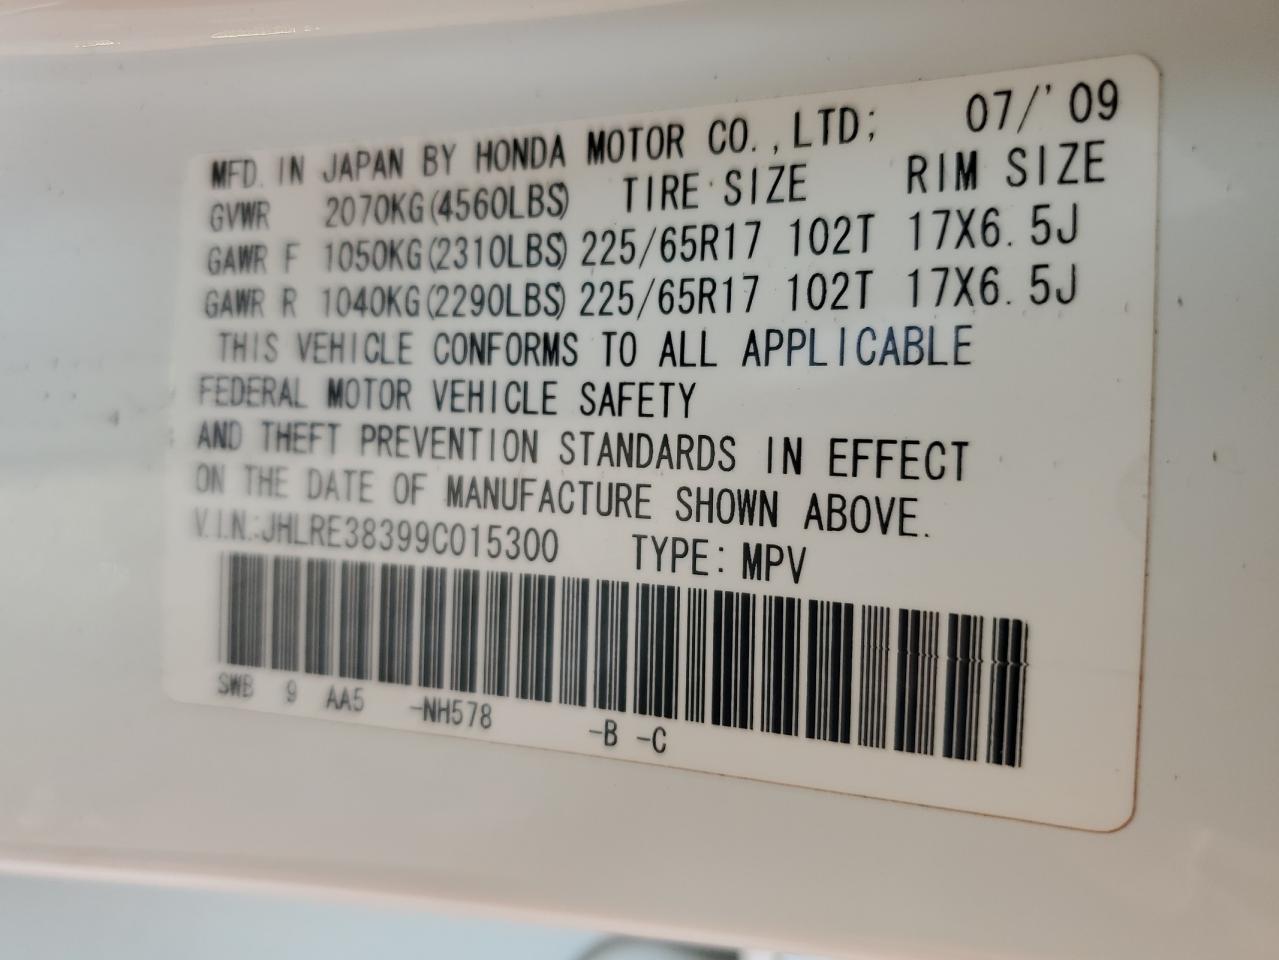 MFD. IN JAPAN BY HONDA MOTOR CO.,LTD; 07/'09
GVWR 2070KG(4560LBS) TIRE SIZE RIM SIZE
GAWR F 1050KG(2310LBS) 225/65R17 102T 17X6.5J
GAWR R 1040KG(2290LBS) 225/65R17 102T 17X6.5J
THIS VEHICLE CONFORMS TO ALL APPLICABLE
FEDERAL MOTOR VEHICLE SAFETY
AND THEFT PREVENTION STANDARDS IN EFFECT
ON THE DATE OF MANUFACTURE SHOWN ABOVE.
V.I.N.:JHLRE38399C015300 TYPE: MPV
SWB 9 AA5 -NH578 -B -C